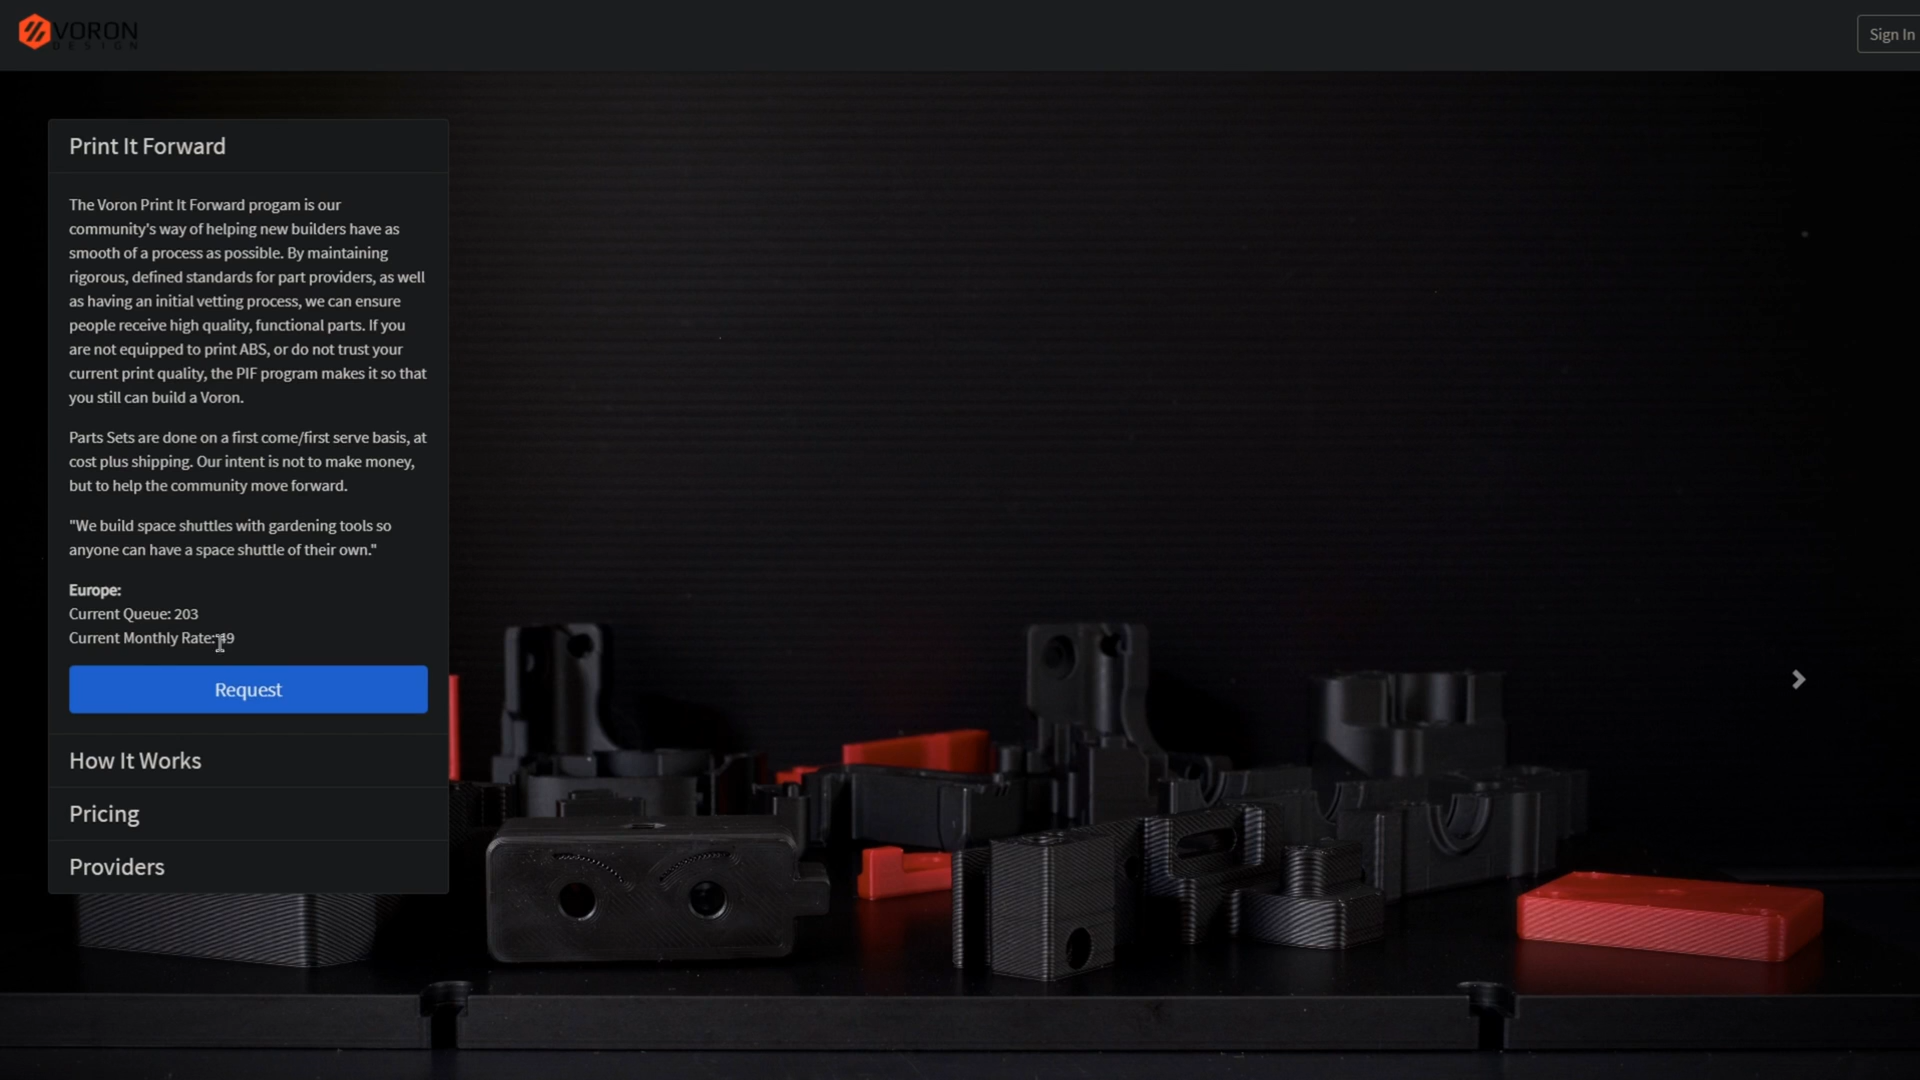 VORON
DESIGN
Sign In
Print It Forward
The Voron Print It Forward progam is our
community's way of helping new builders have as
smooth of a process as possible. By maintaining
rigorous, defined standards for part providers, as well
as having an initial vetting process, we can ensure
people receive high quality, functional parts. If you
are not equipped to print ABS, or do not trust your
current print quality, the PIF program makes it so that
you still can build a Voron.
Parts Sets are done on a first come/first serve basis, at
cost plus shipping. Our intent is not to make money,
but to help the community move forward.
"We build space shuttles with gardening tools so
anyone can have a space shuttle of their own."
Europe:
Current Queue: 203
Current Monthly Rate:
Request
How It Works
Pricing
Providers